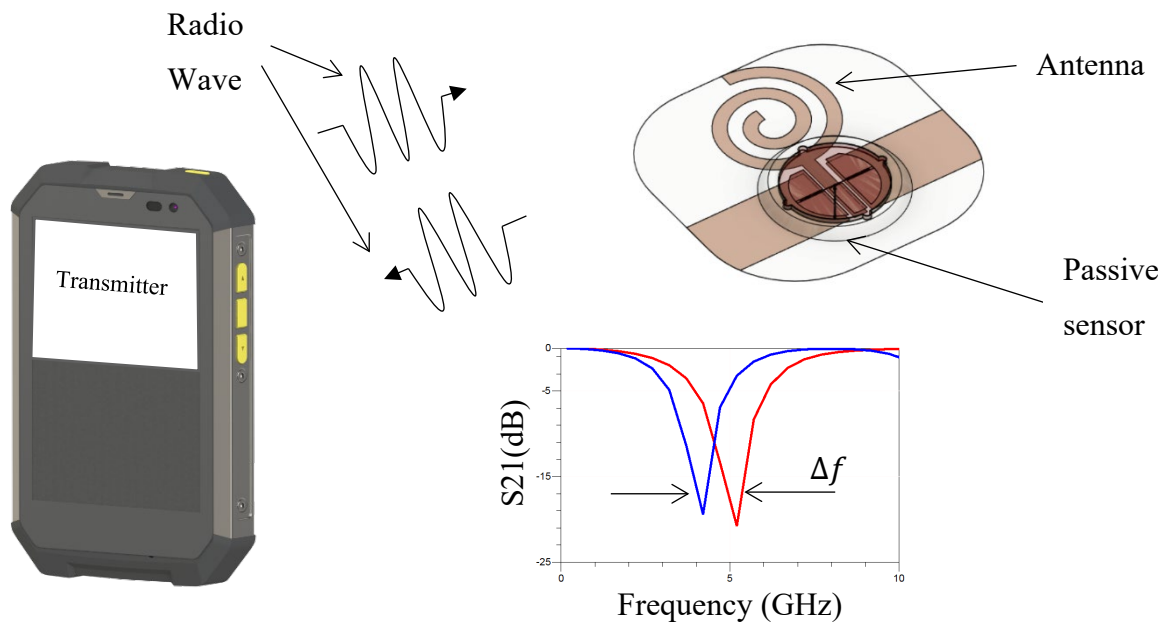 Radio
Wave
Antenna
Transmitter
Passive
sensor
S21(dB)
0
-5
-15
-25
Δf
0
5
10
Frequency (GHz)